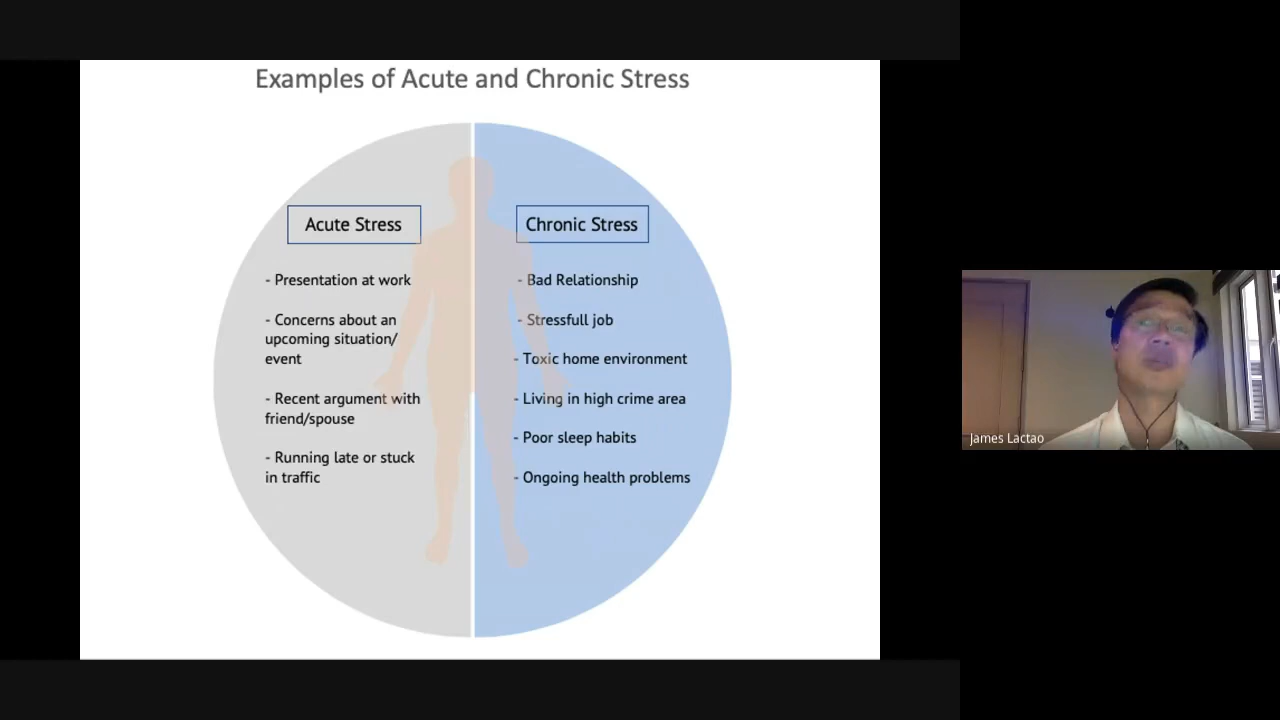 Examples of Acute and Chronic Stress
Acute Stress
- Presentation at work
- Concerns about an
upcoming situation/
event
- Recent argument with
friend/spouse
- Running late or stuck
in traffic
Chronic Stress
- Bad Relationship
- Stressfull job
- Toxic home environment
- Living in high crime area
- Poor sleep habits
- Ongoing health problems
James Lactao